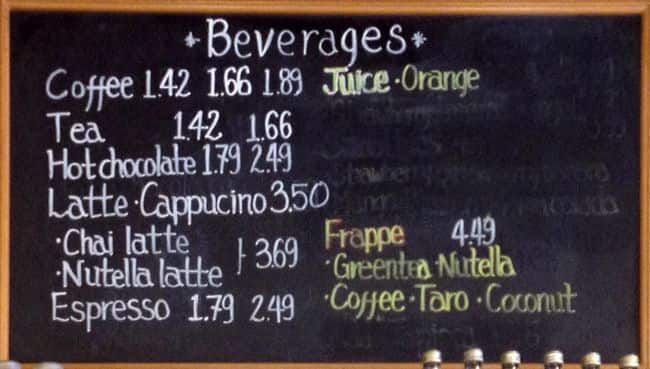 *Beverages*
Coffee 1.42 1.66 1.89
Tea 1.42 1.66
Hot chocolate 1.79 2.49
Latte·Cappucino 3.50
·Chai latte
·Nutella latte } 3.69
Espresso 1.79 2.49
Juice·Orange
Frappe 4.49
·Greentea·Nutella
·Coffee·Taro·Coconut